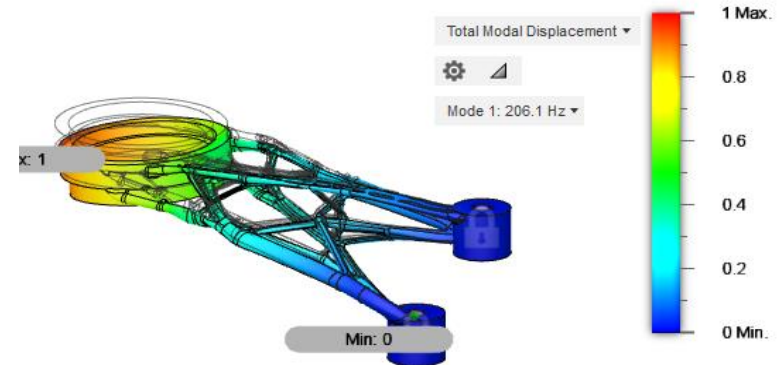 1 Max.
Total Modal Displacement
0.8
Mode 1: 206.1 Hz
0.6
x: 1
0.4
0.2
Min: 0
0 Min.